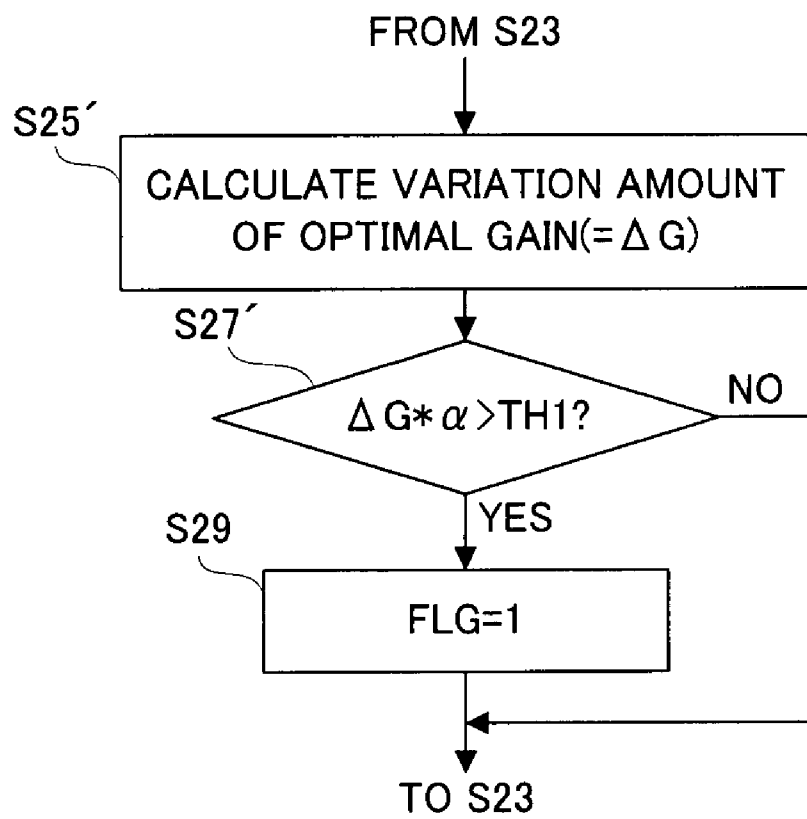 FROM S23
S25´
CALCULATE VARIATION AMOUNT
OF OPTIMAL GAIN(=ΔG)
S27´
ΔG*α>TH1?
NO
YES
S29
FLG=1
TO S23